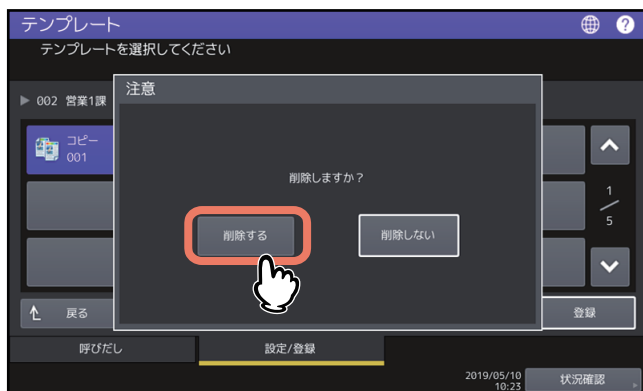 テンプレート
?
テンプレートを選択してください
▶ 002 営業1課
注意
コピー
001
削除しますか？
削除する
削除しない
1
5
戻る
登録
呼びだし
設定/登録
2019/05/10
10:23
状況確認